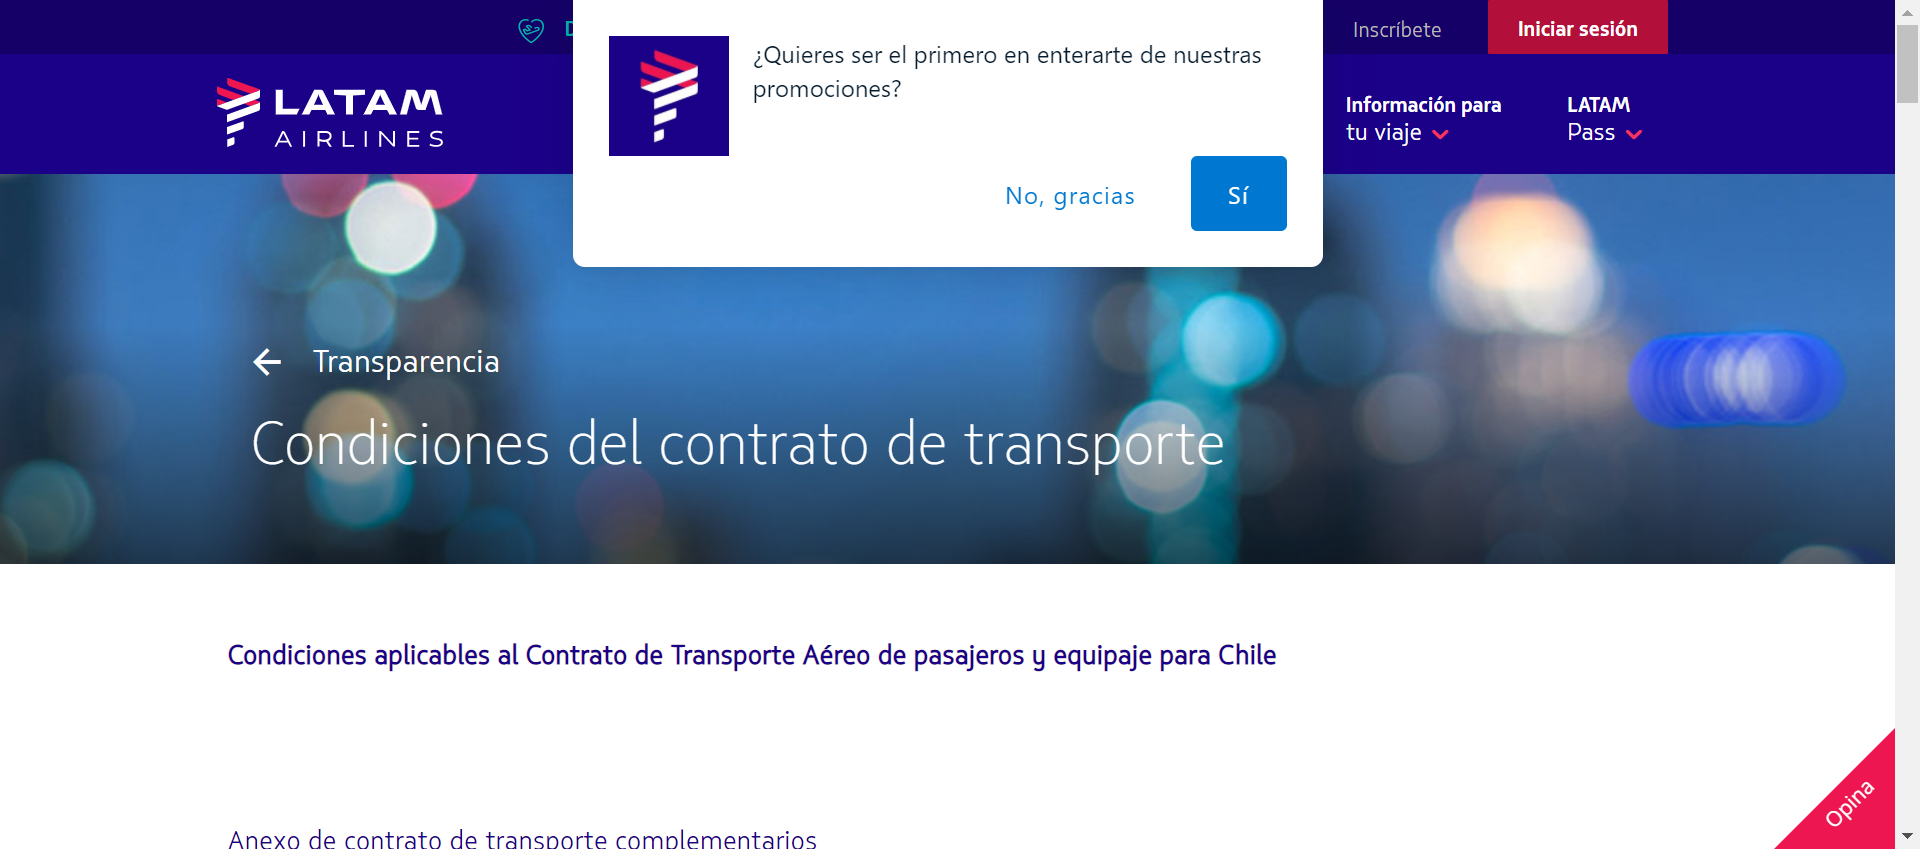 ¿Quieres ser el primero en enterarte de nuestras
promociones?
No, gracias
Sí
Inscríbete
Iniciar sesión
LATAM
AIRLINES
Información para
tu viaje
LATAM
Pass
Transparencia
Condiciones del contrato de transporte
Condiciones aplicables al Contrato de Transporte Aéreo de pasajeros y equipaje para Chile
Anexo de contrato de transporte complementarios
Opina